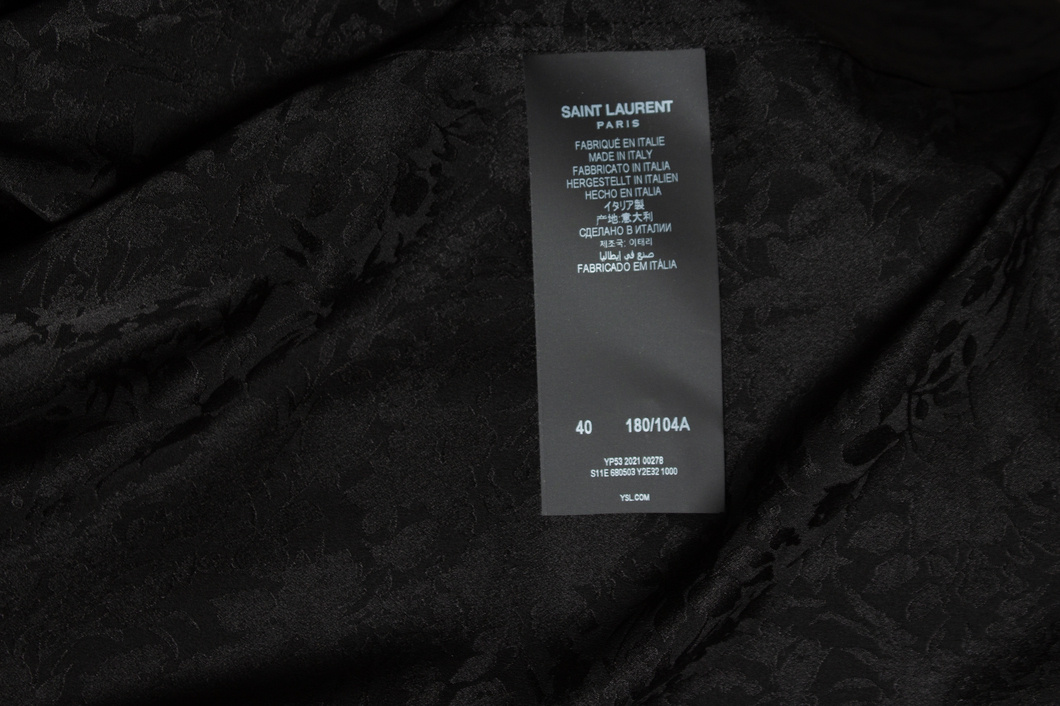 SAINT LAURENT
PARIS
FABRIQUÉ EN ITALIE
MADE IN ITALY
FABBRICATO IN ITALIA
HERGESTELLT IN ITALIEN
HECHO EN ITALIA
イタリア製
产地:意大利
СДЕЛАНО В ИТАЛИИ
제조국: 이태리
صنع في إيطاليا
FABRICADO EM ITÁLIA
40 180/104A
YP53 2021 00278
S11E 680503 Y2E32 1000
YSL.COM